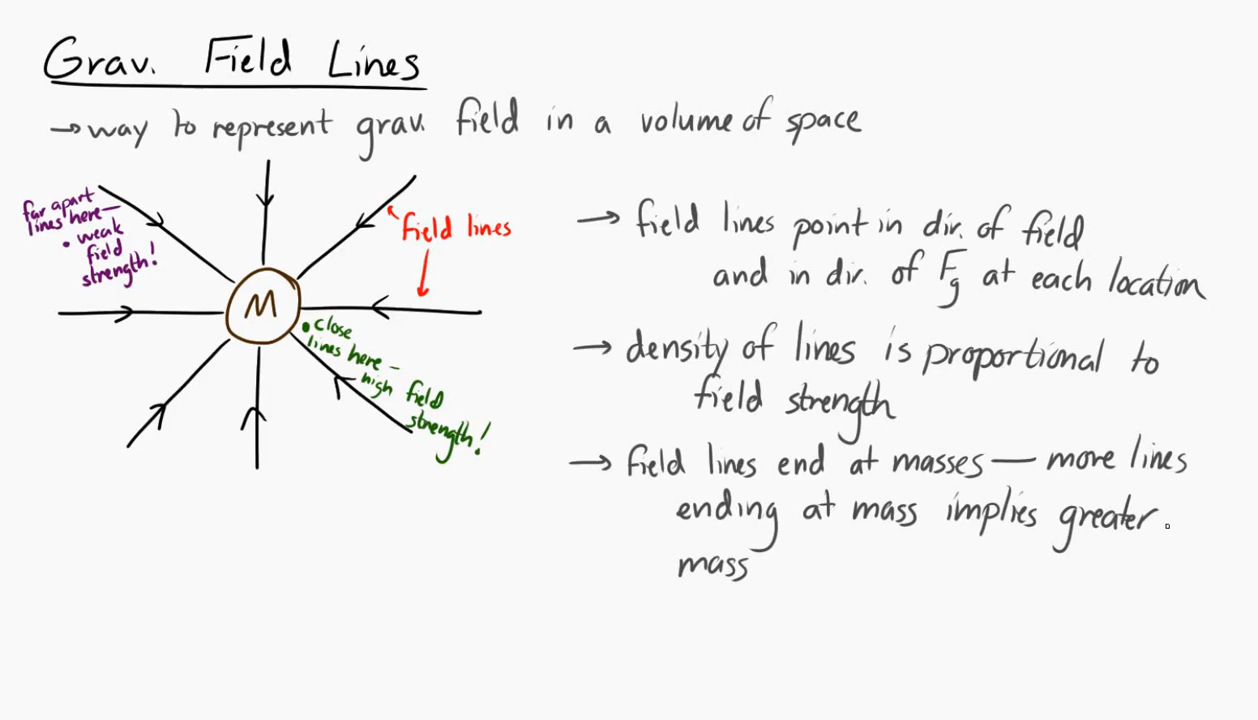 Grav. Field Lines
→ way to represent grav. field in a volume of space
far apart
lines here—
• weak
field
strength!
field lines
M
• close
lines here –
high field
strength!
→ field lines point in dir. of field
and in dir. of Fg at each location
→ density of lines is proportional to
field strength
→ field lines end at masses — more lines
ending at mass implies greater
mass